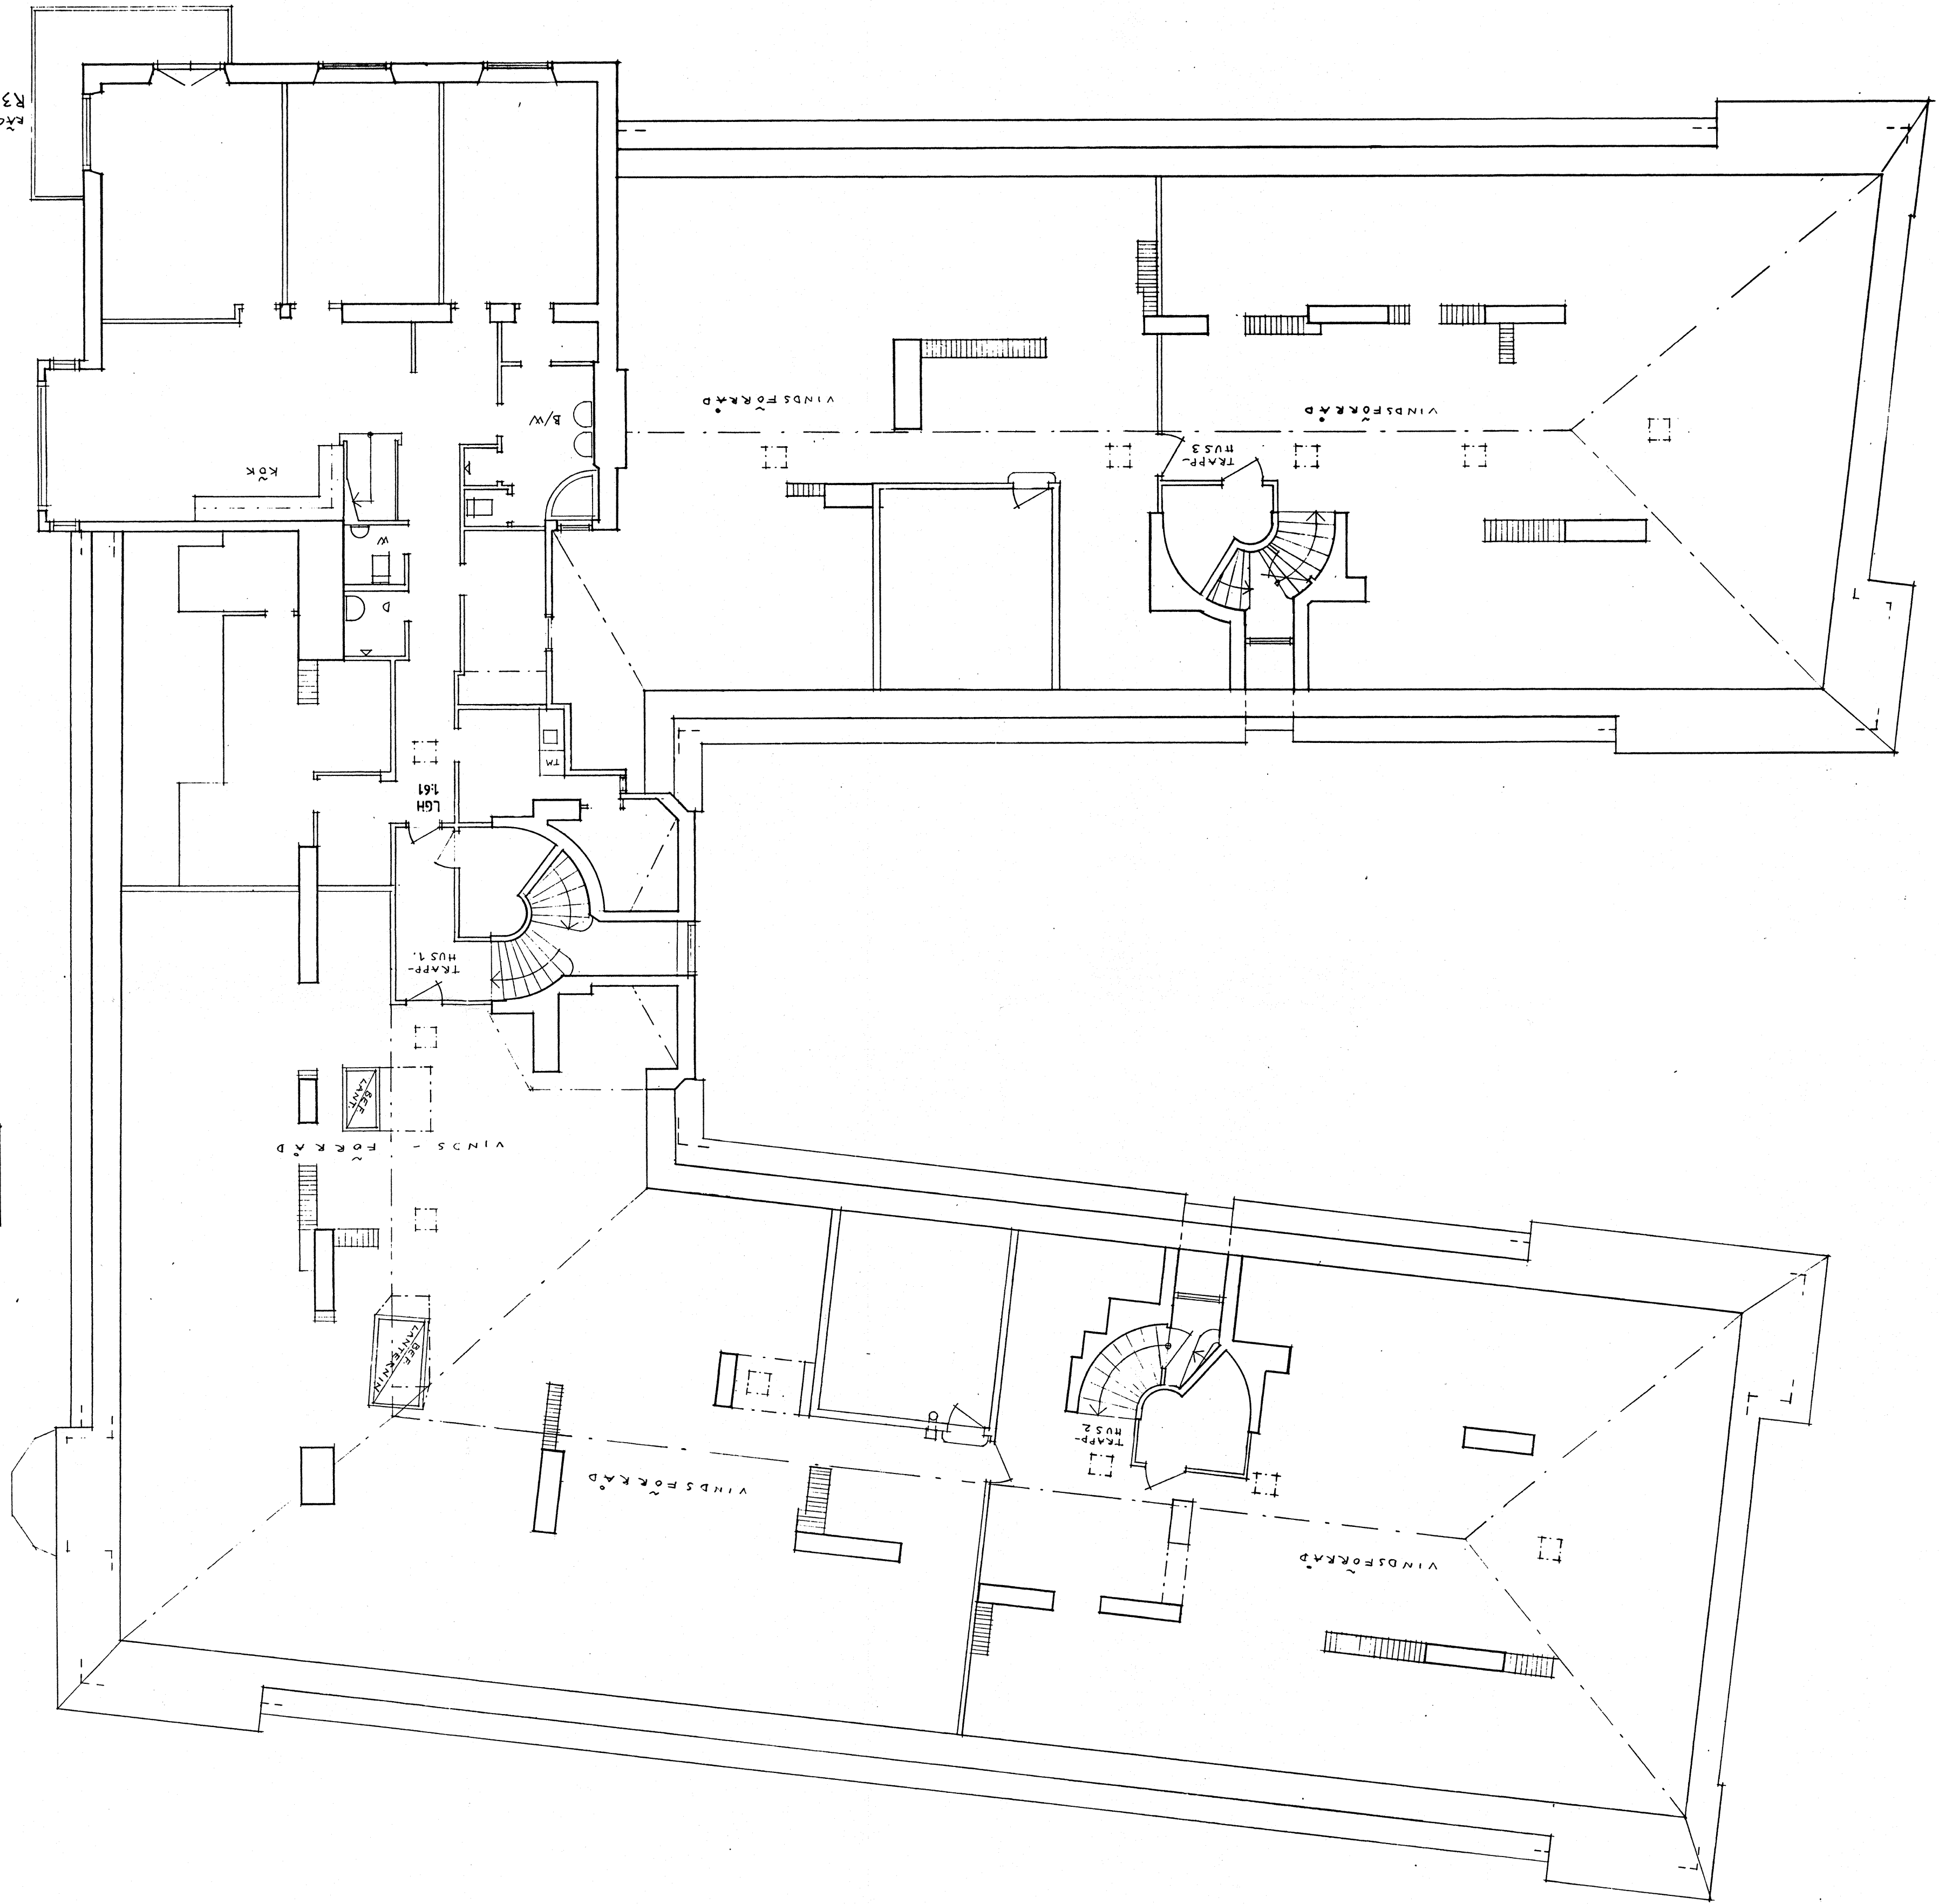 R3
VINDSFÖRRÅD
VINDSFÖRRÅD
B/W
TRAPP-
HUS 3
KÖK
W
D
TM
LGH
1:61
TRAPP-
HUS 1.
BEF.
LANT.
VINDS - FÖRRÅD
BEF.
LANTERNIN
TRAPP-
HUS 2
VINDSFÖRRÅD
VINDSFÖRRÅD